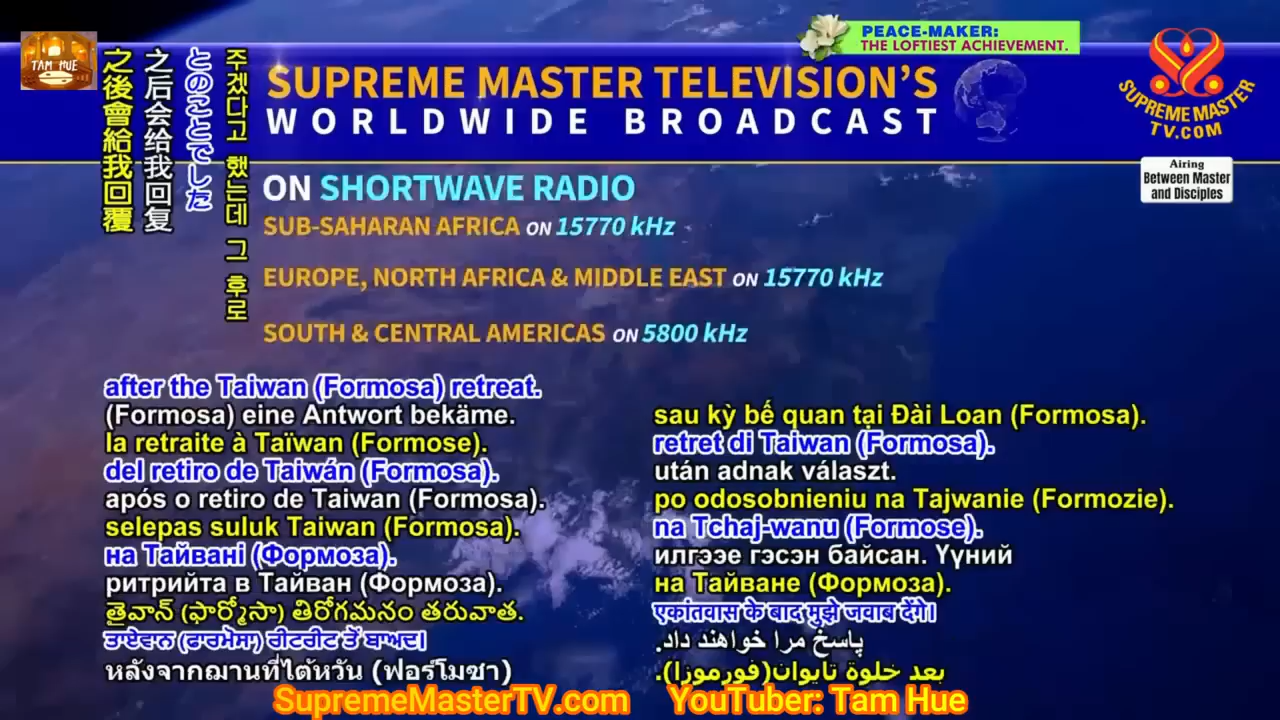 TAM HUE
PEACE-MAKER:
THE LOFTIEST ACHIEVEMENT.
SUPREME MASTER TELEVISION’S
WORLDWIDE BROADCAST
SUPREME MASTER
TV.COM
Airing
Between Master
and Disciples
之後會給我回覆
之后会给我回复
とのことでした
주겠다고 했는데 그 후로
ON SHORTWAVE RADIO
SUB-SAHARAN AFRICA ON 15770 kHz
EUROPE, NORTH AFRICA & MIDDLE EAST ON 15770 kHz
SOUTH & CENTRAL AMERICAS ON 5800 kHz
after the Taiwan (Formosa) retreat.
(Formosa) eine Antwort bekäme.
la retraite à Taïwan (Formose).
del retiro de Taiwán (Formosa).
após o retiro de Taiwan (Formosa).
selepas suluk Taiwan (Formosa).
на Тайвані (Формоза).
ритрийта в Тайван (Формоза).
తైవాన్ (ఫార్మోసా) తిరోగమనం తరువాత.
ਤਾਈਵਾਨ (ਫਾਰਮੋਸਾ) ਰੀਟਰੀਟ ਤੋਂ ਬਾਅਦ।
หลังจากฌานที่ไต้หวัน (ฟอร์โมซา)
sau kỳ bế quan tại Đài Loan (Formosa).
retret di Taiwan (Formosa).
után adnak választ.
po odosobnieniu na Tajwanie (Formozie).
na Tchaj-wanu (Formose).
илгээе гэсэн байсан. Үүний
на Тайване (Формоза).
एकांतवास के बाद मुझे जवाब देंगे।
پاسخ مرا خواهند داد.
بعد خلوة تايوان(فورموزا).
SupremeMasterTV.com
YouTuber: Tam Hue